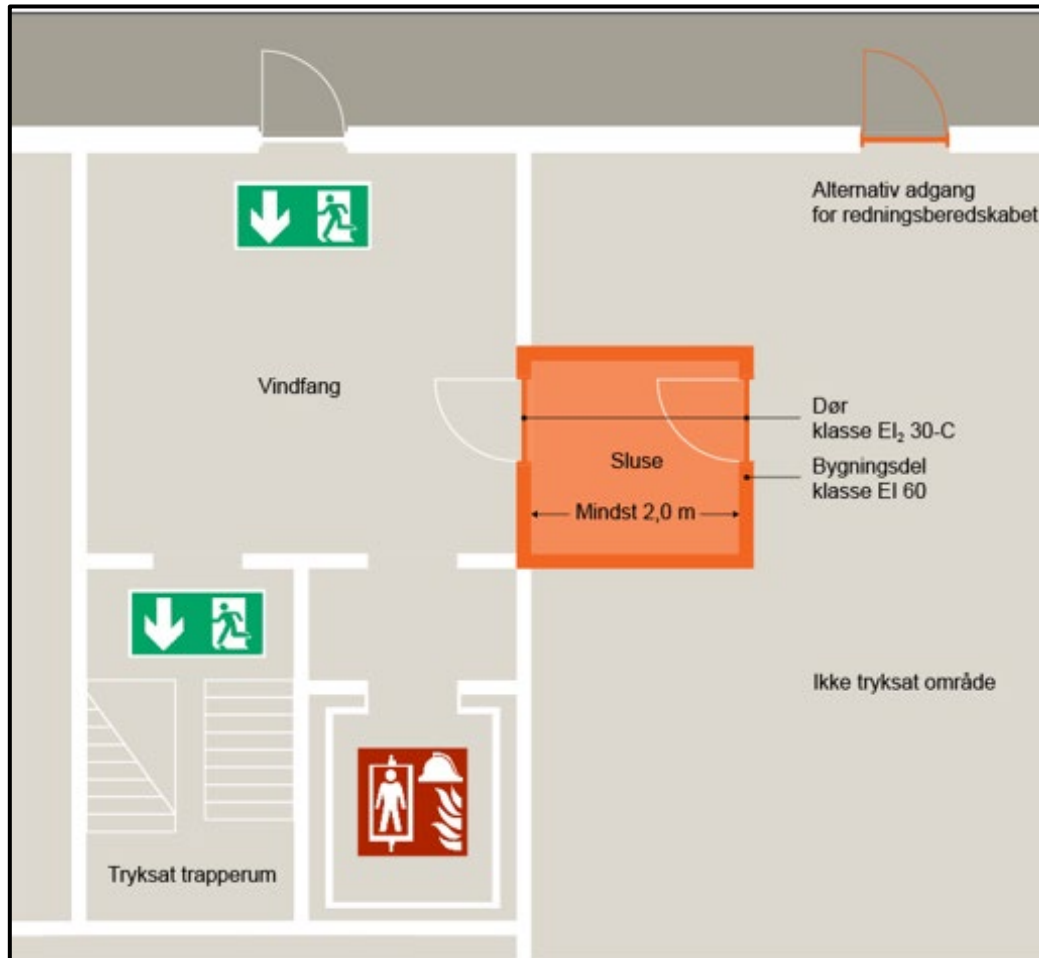 Alternativ adgang
for redningsberedskabet
Vindfang
Dør
klasse EI₂ 30-C
Sluse
Bygningsdel
klasse EI 60
Mindst 2,0 m
Ikke tryksat område
Tryksat trapperum